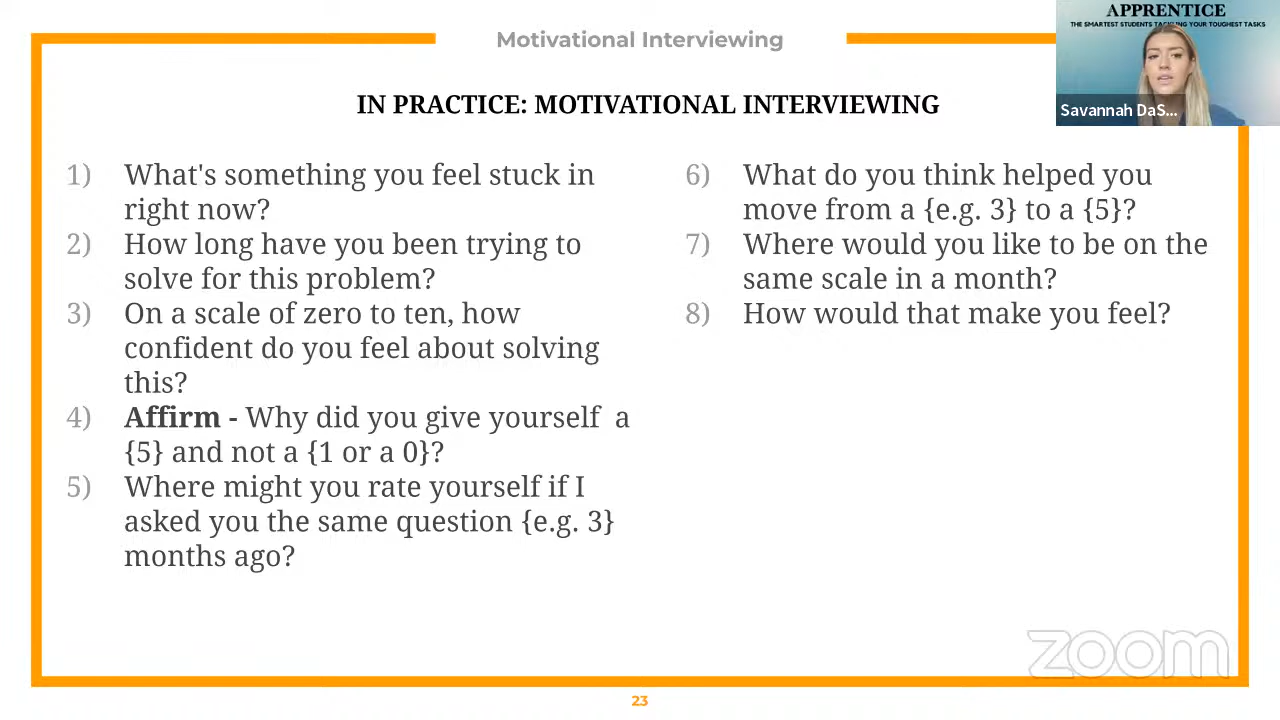 Motivational Interviewing
APPRENTICE
THE SMARTEST STUDENTS TACKLING YOUR TOUGHEST TASKS
Savannah DaS...
IN PRACTICE: MOTIVATIONAL INTERVIEWING
1) What's something you feel stuck in
right now?
2) How long have you been trying to
solve for this problem?
3) On a scale of zero to ten, how
confident do you feel about solving
this?
4) Affirm - Why did you give yourself a
{5} and not a {1 or a 0}?
5) Where might you rate yourself if I
asked you the same question {e.g. 3}
months ago?
6) What do you think helped you
move from a {e.g. 3} to a {5}?
7) Where would you like to be on the
same scale in a month?
8) How would that make you feel?
zoom
23